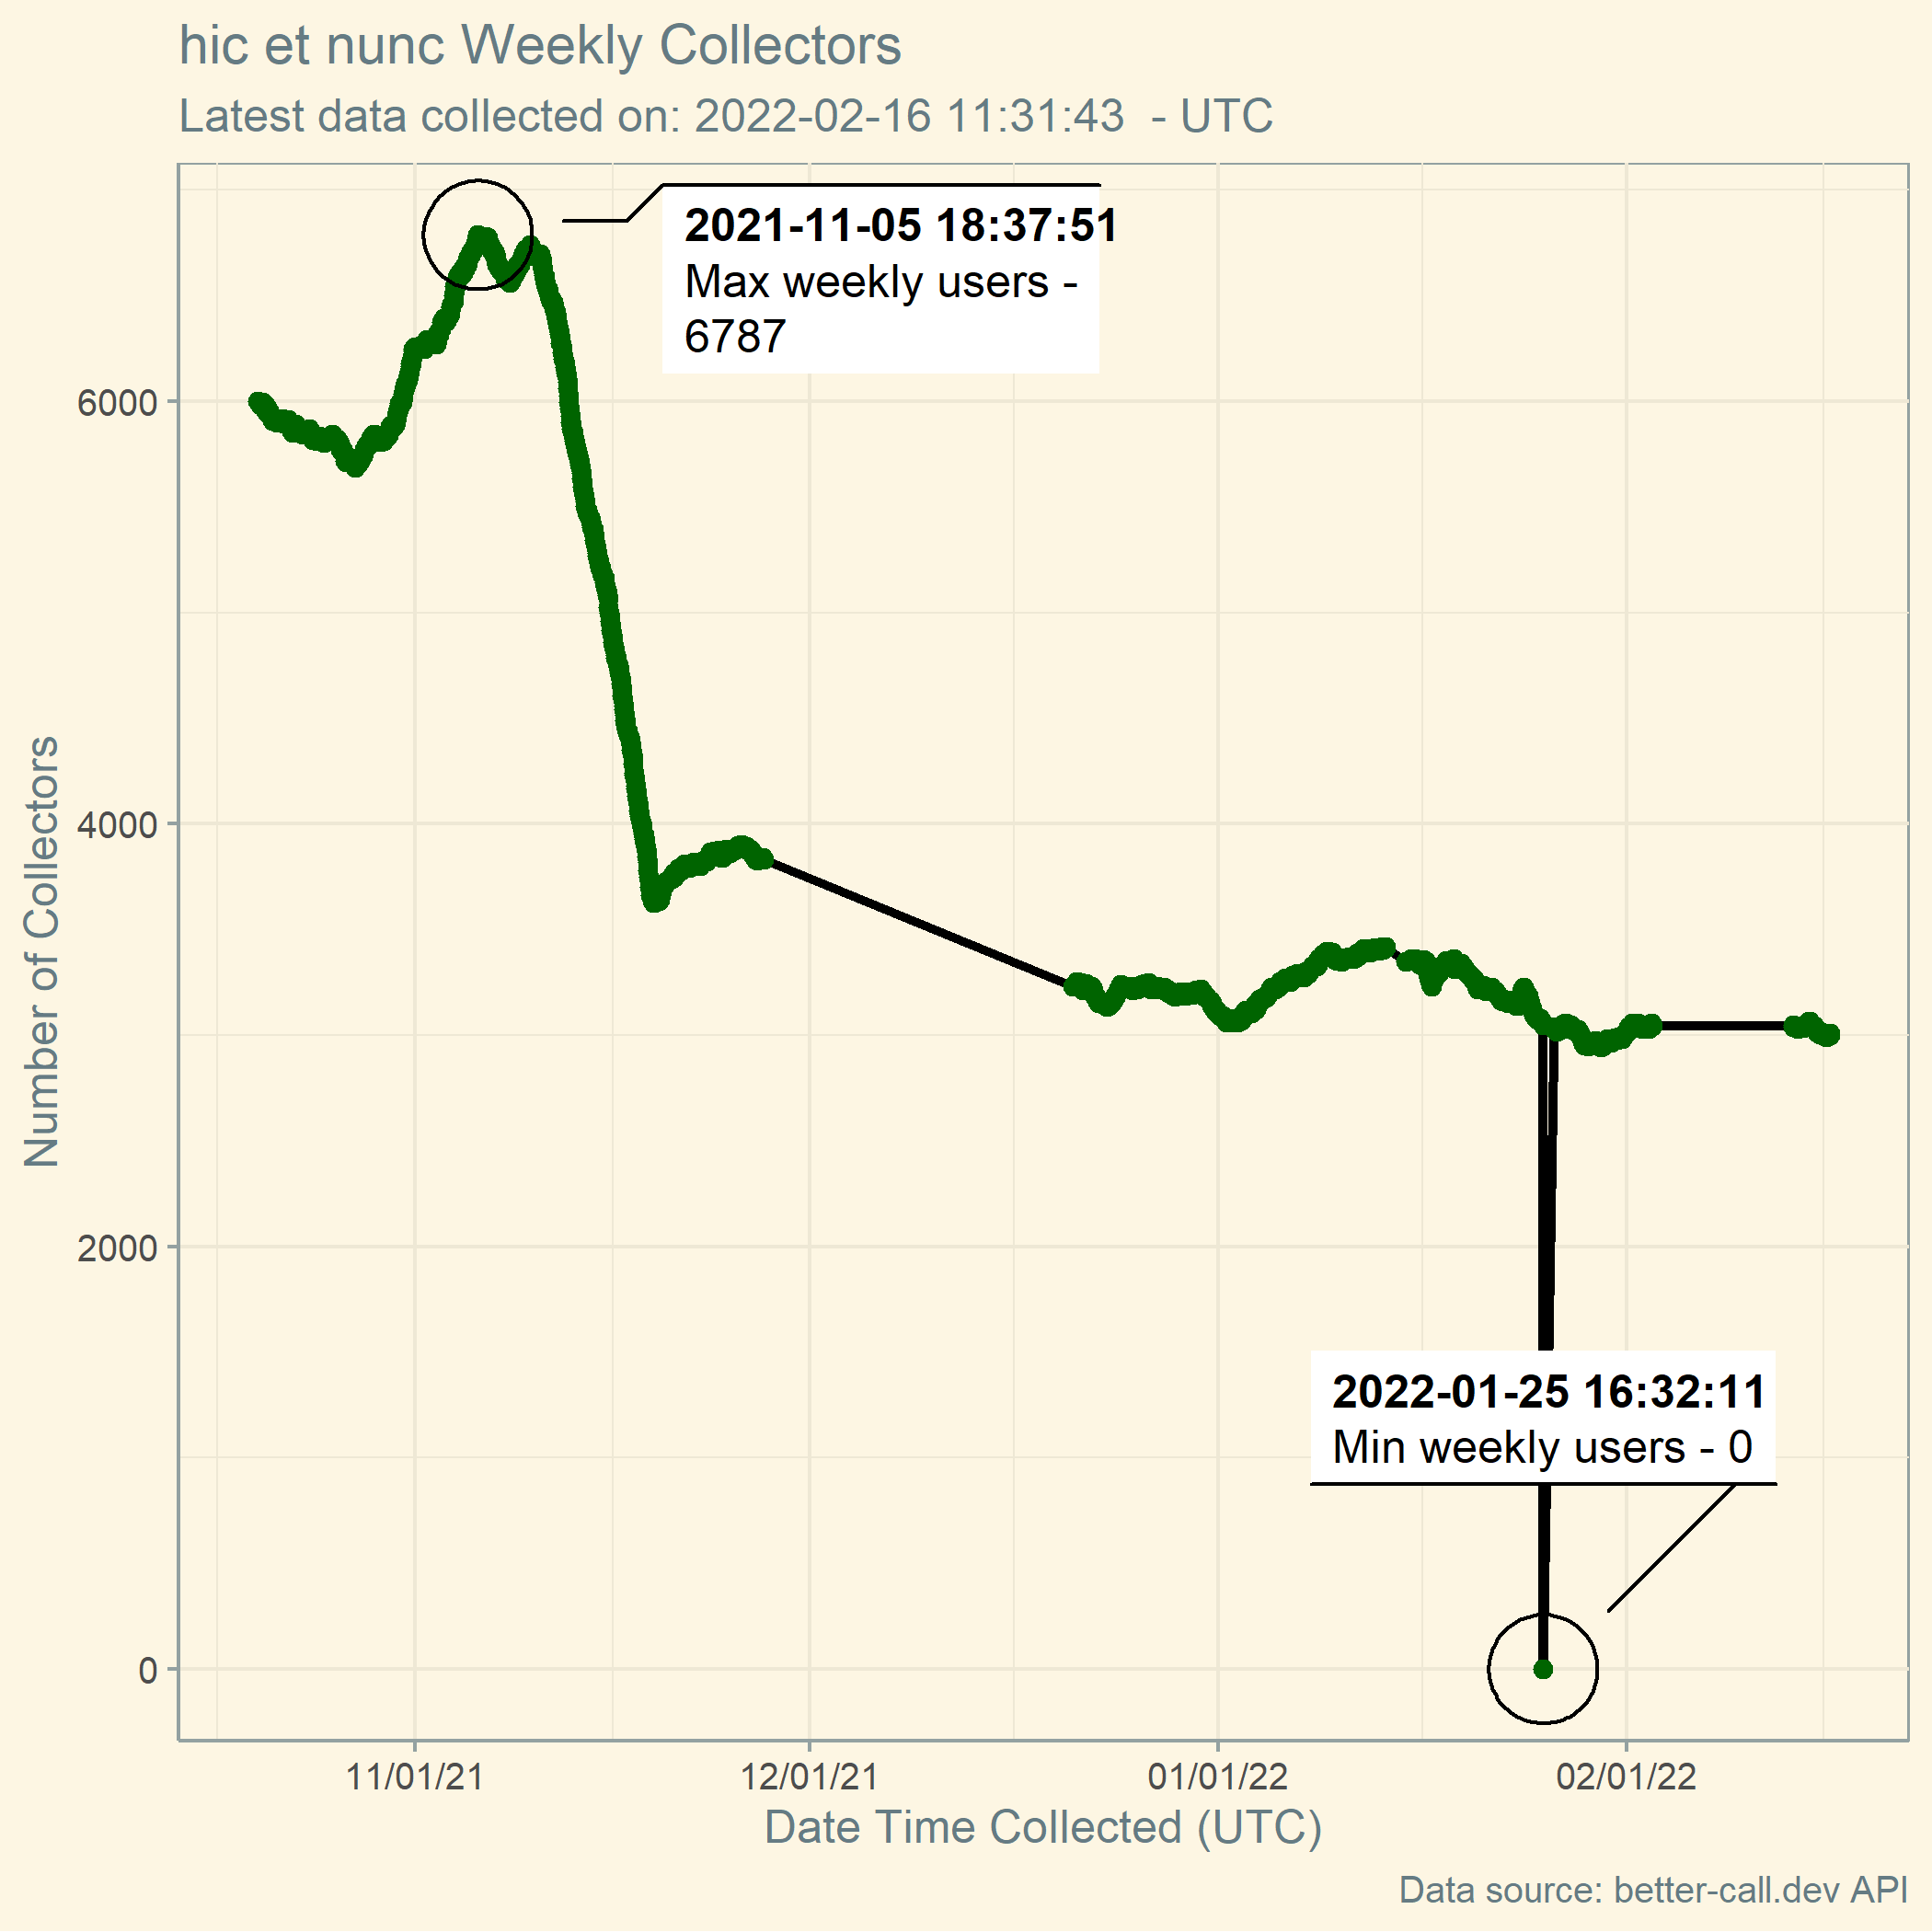 hic et nunc Weekly Collectors
Latest data collected on: 2022-02-16 11:31:43  - UTC
2021-11-05 18:37:51
Max weekly users -
6787
6000
4000
2000
0
Number of Collectors
2022-01-25 16:32:11
Min weekly users - 0
11/01/21
12/01/21
01/01/22
02/01/22
Date Time Collected (UTC)
Data source: better-call.dev API